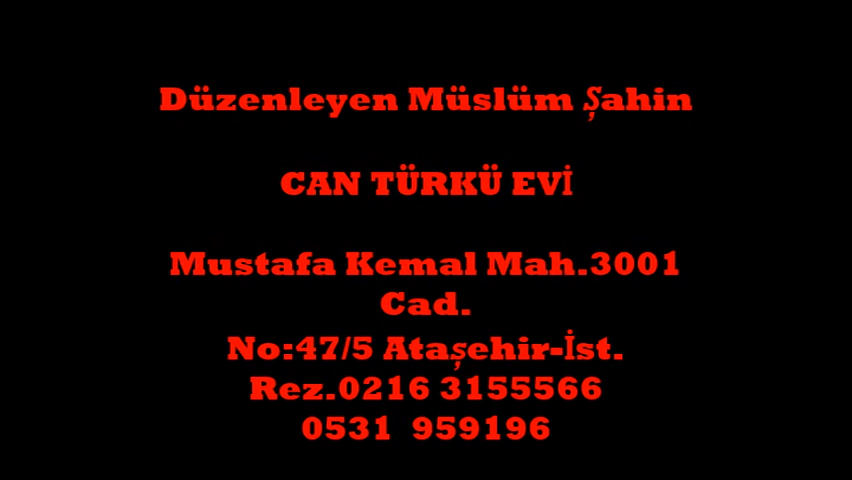 Düzenleyen Müslüm Şahin
CAN TÜRKÜ EVİ
Mustafa Kemal Mah.3001
Cad.
No:47/5 Ataşehir-İst.
Rez.0216 3155566
0531  959196